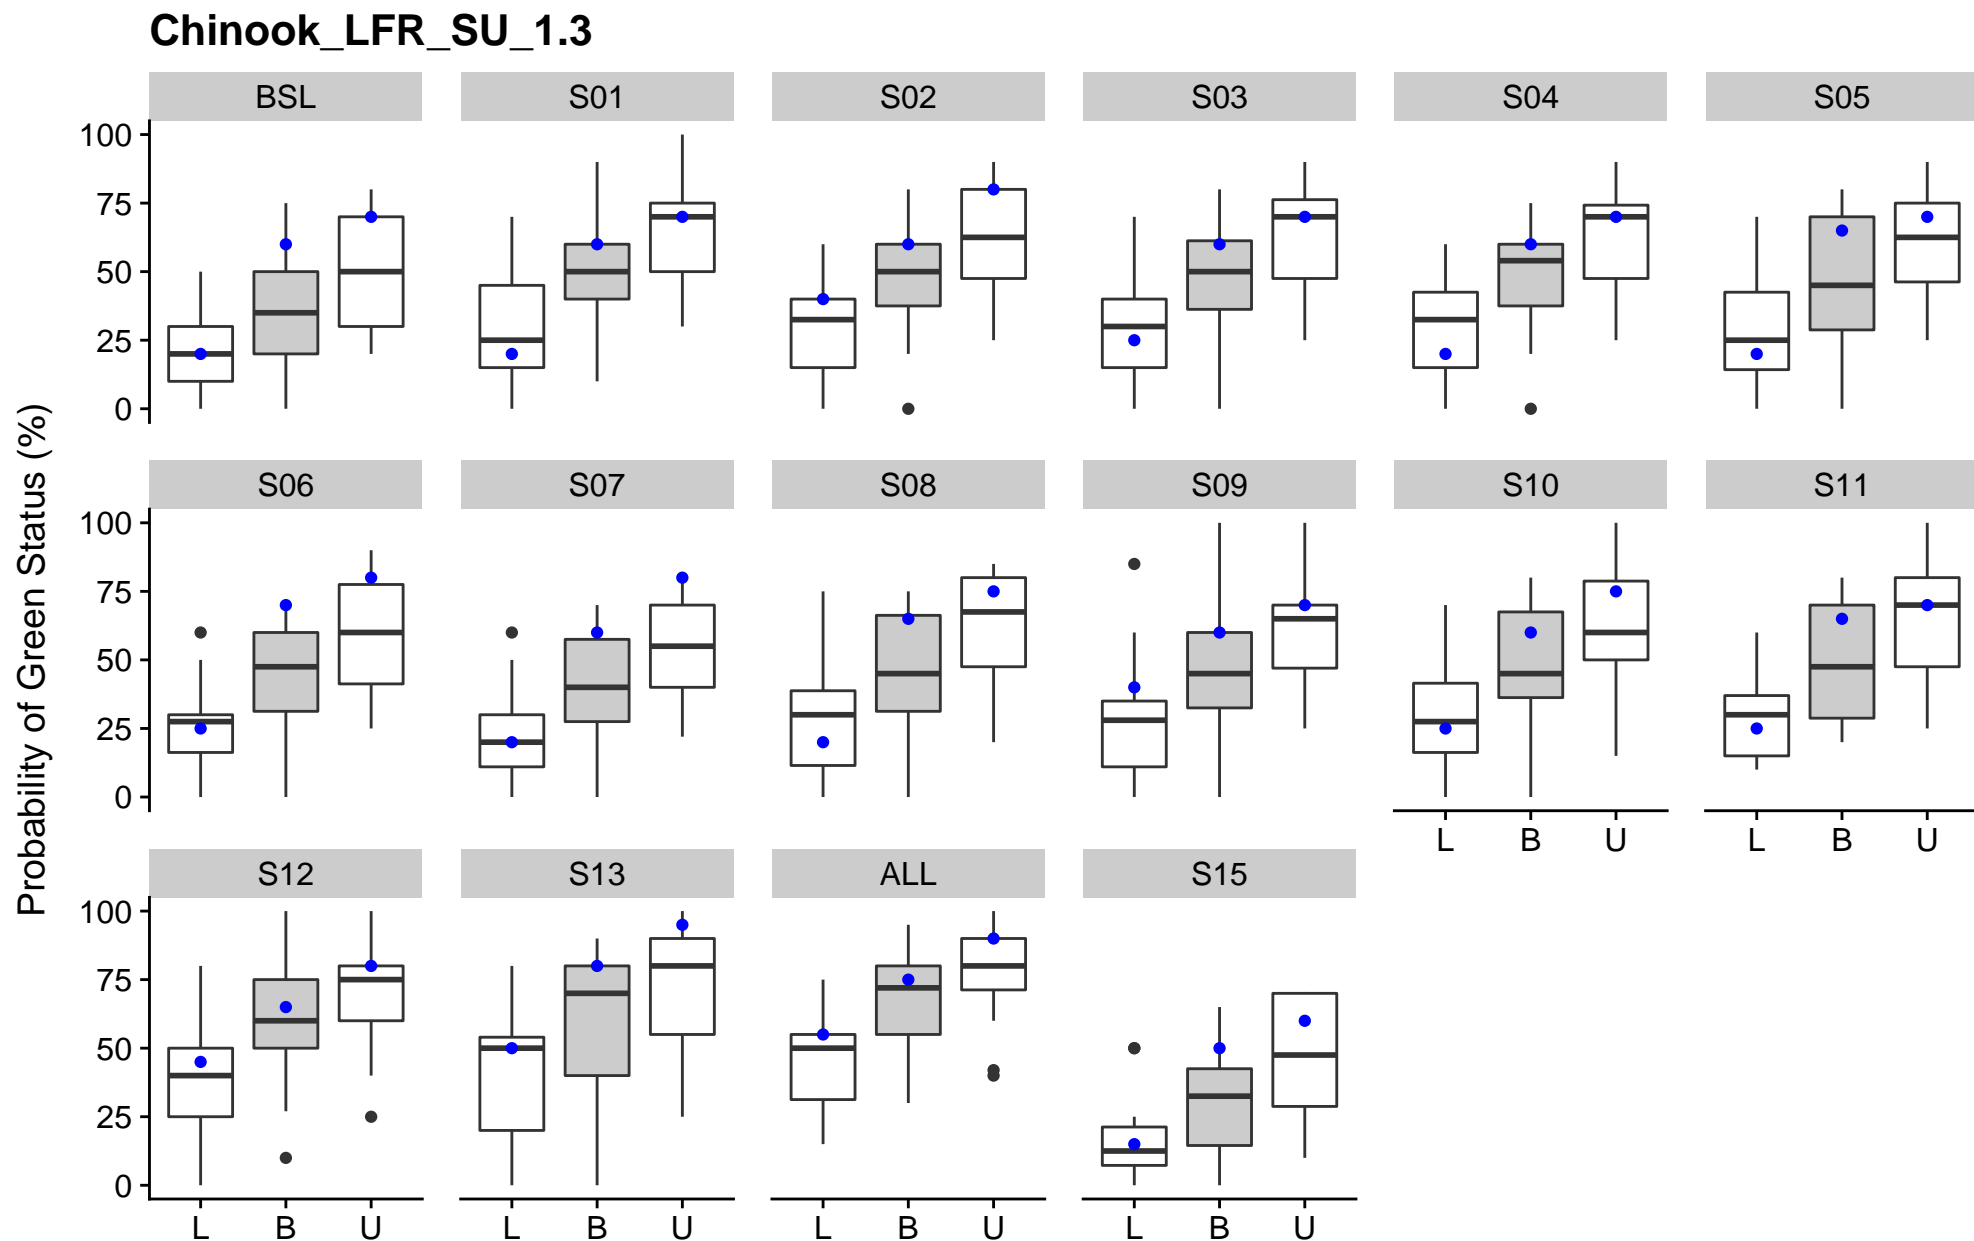 Chinook_LFR_SU_1.3
BSL S01 S02 S03 S04 S05
100
75
50
25
0
Probability of Green Status (%)
S06 S07 S08 S09 S10 S11
100
75
50
25
0
L B U L B U
S12 S13 ALL S15
100
75
50
25
0
L B U L B U L B U L B U